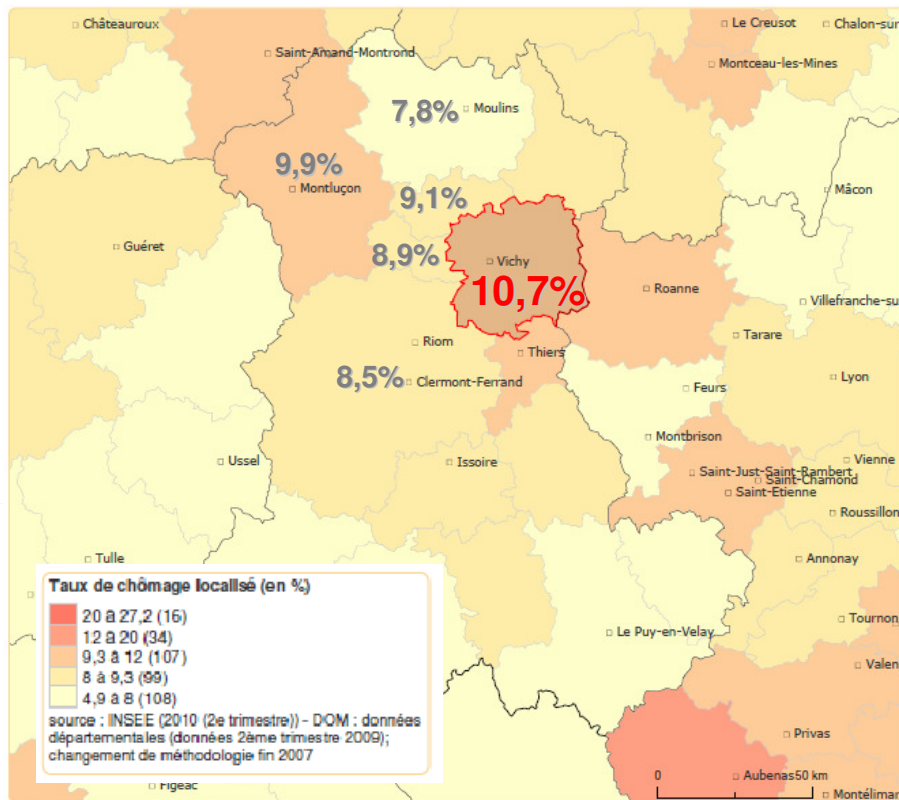 Châteauroux
Le Creusot
Chalon-sur
Saint-Amand-Montrond
Montceau-les-Mines
7,8%
Moulins
9,9%
Montluçon
9,1%
Mâcon
Guéret
8,9%
Vichy
10,7%
Roanne
Villefranche-su
Riom
Thiers
Tarare
8,5%
Clermont-Ferrand
Feurs
Lyon
Montbrison
Ussel
Issoire
Vienne
Saint-Just-Saint-Rambert
Saint-Chamond
Saint-Etienne
Roussillon
Tulle
Annonay
Taux de chômage localisé (en %)
20 à 27,2 (16)
12 à 20 (34)
9,3 à 12 (107)
8 à 9,3 (99)
4,9 à 8 (108)
source : INSEE (2010 (2e trimestre)) - DOM : données
départementales (données 2ème trimestre 2009);
changement de méthodologie fin 2007
Tournon
Le Puy-en-Velay
Valen
Privas
0
Aubenas
50 km
Figeac
Montélimar